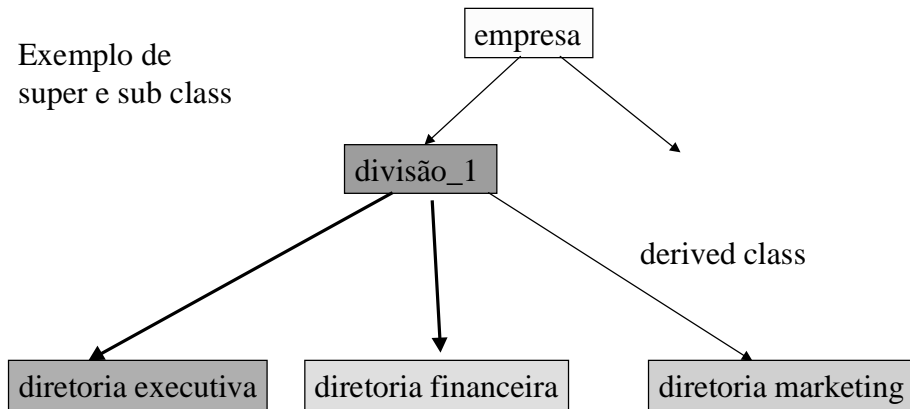 empresa
Exemplo de
super e sub class
divisão_1
derived class
diretoria executiva
diretoria financeira
diretoria marketing